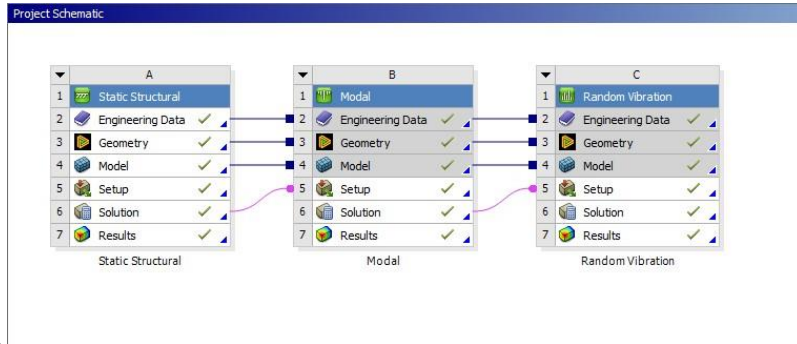 Project Schematic
A
1 Static Structural
2 Engineering Data
3 Geometry
4 Model
5 Setup
6 Solution
7 Results
Static Structural
B
1 Modal
2 Engineering Data
3 Geometry
4 Model
5 Setup
6 Solution
7 Results
Modal
C
1 Random Vibration
2 Engineering Data
3 Geometry
4 Model
5 Setup
6 Solution
7 Results
Random Vibration